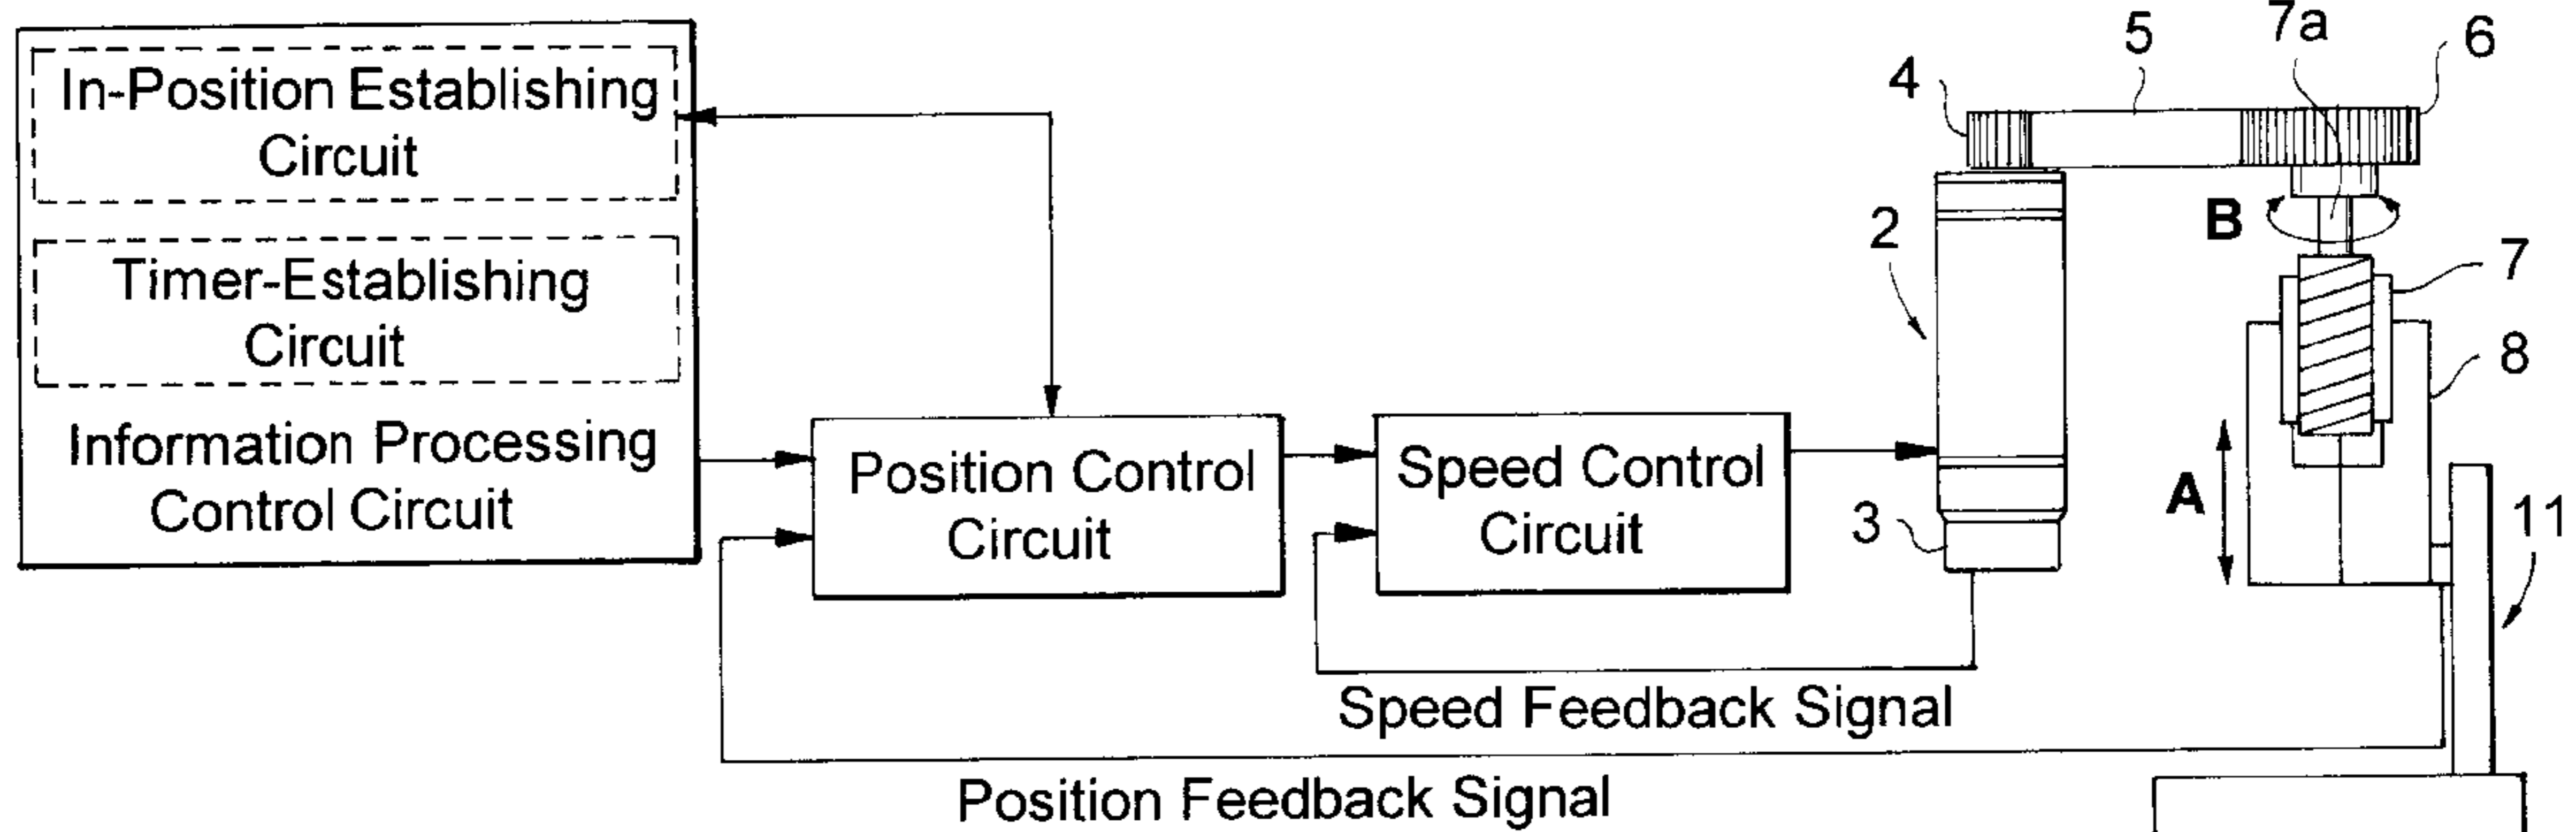 In-Position Establishing
Circuit
Timer-Establishing
Circuit
Information Processing
Control Circuit
Position Control
Circuit
Speed Control
Circuit
Speed Feedback Signal
Position Feedback Signal
4
5
7a
6
B
2
7
8
A
3
11